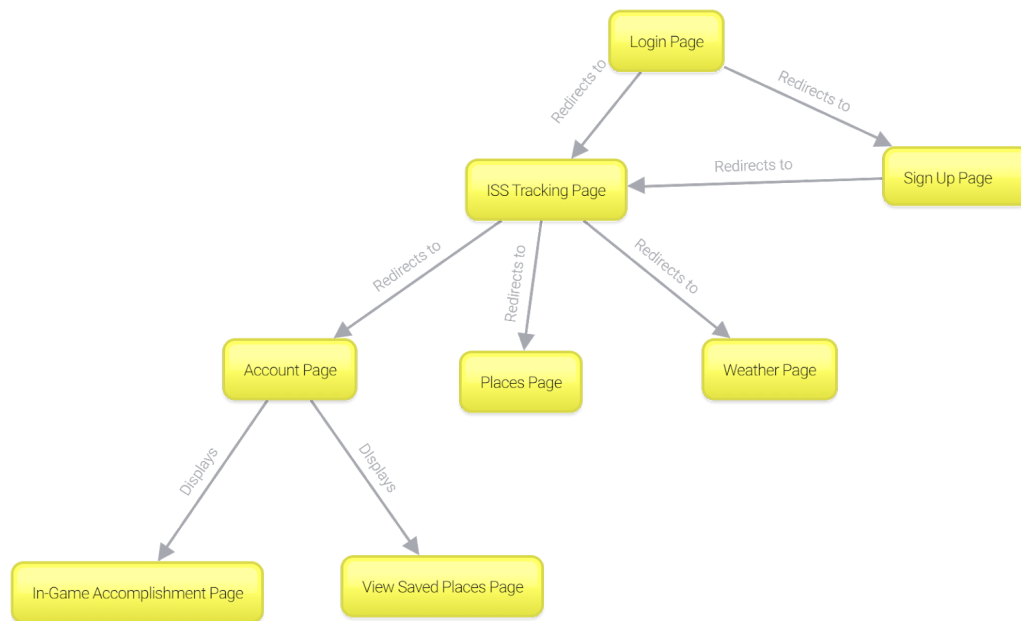 Login Page
Redirects to
Redirects to
Sign Up Page
Redirects to
ISS Tracking Page
Redirects to
Redirects to
Redirects to
Account Page
Places Page
Weather Page
Displays
DIsplays
In-Game Accomplishment Page
View Saved Places Page